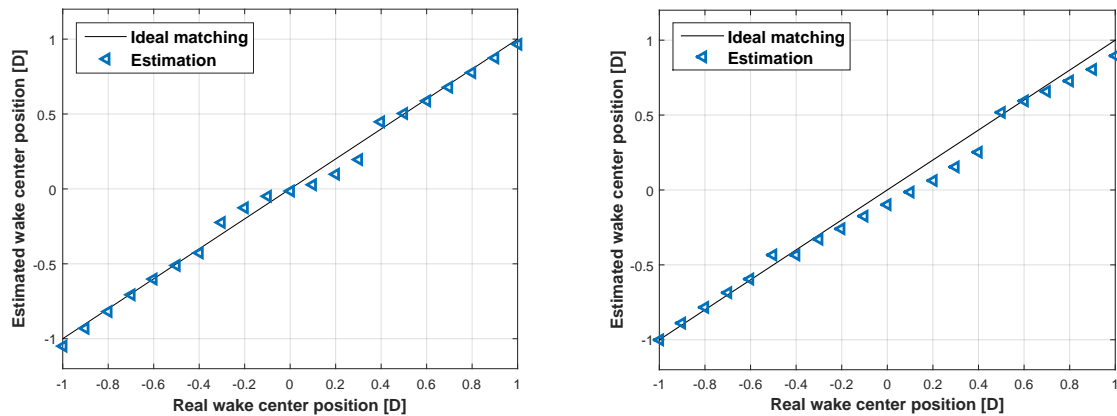 Ideal matching
Estimation
1
0.5
0
-0.5
-1
Estimated wake center position [D]
-1 -0.8 -0.6 -0.4 -0.2 0 0.2 0.4 0.6 0.8 1
Real wake center position [D]
Ideal matching
Estimation
1
0.5
0
-0.5
-1
Estimated wake center position [D]
-1 -0.8 -0.6 -0.4 -0.2 0 0.2 0.4 0.6 0.8 1
Real wake center position [D]